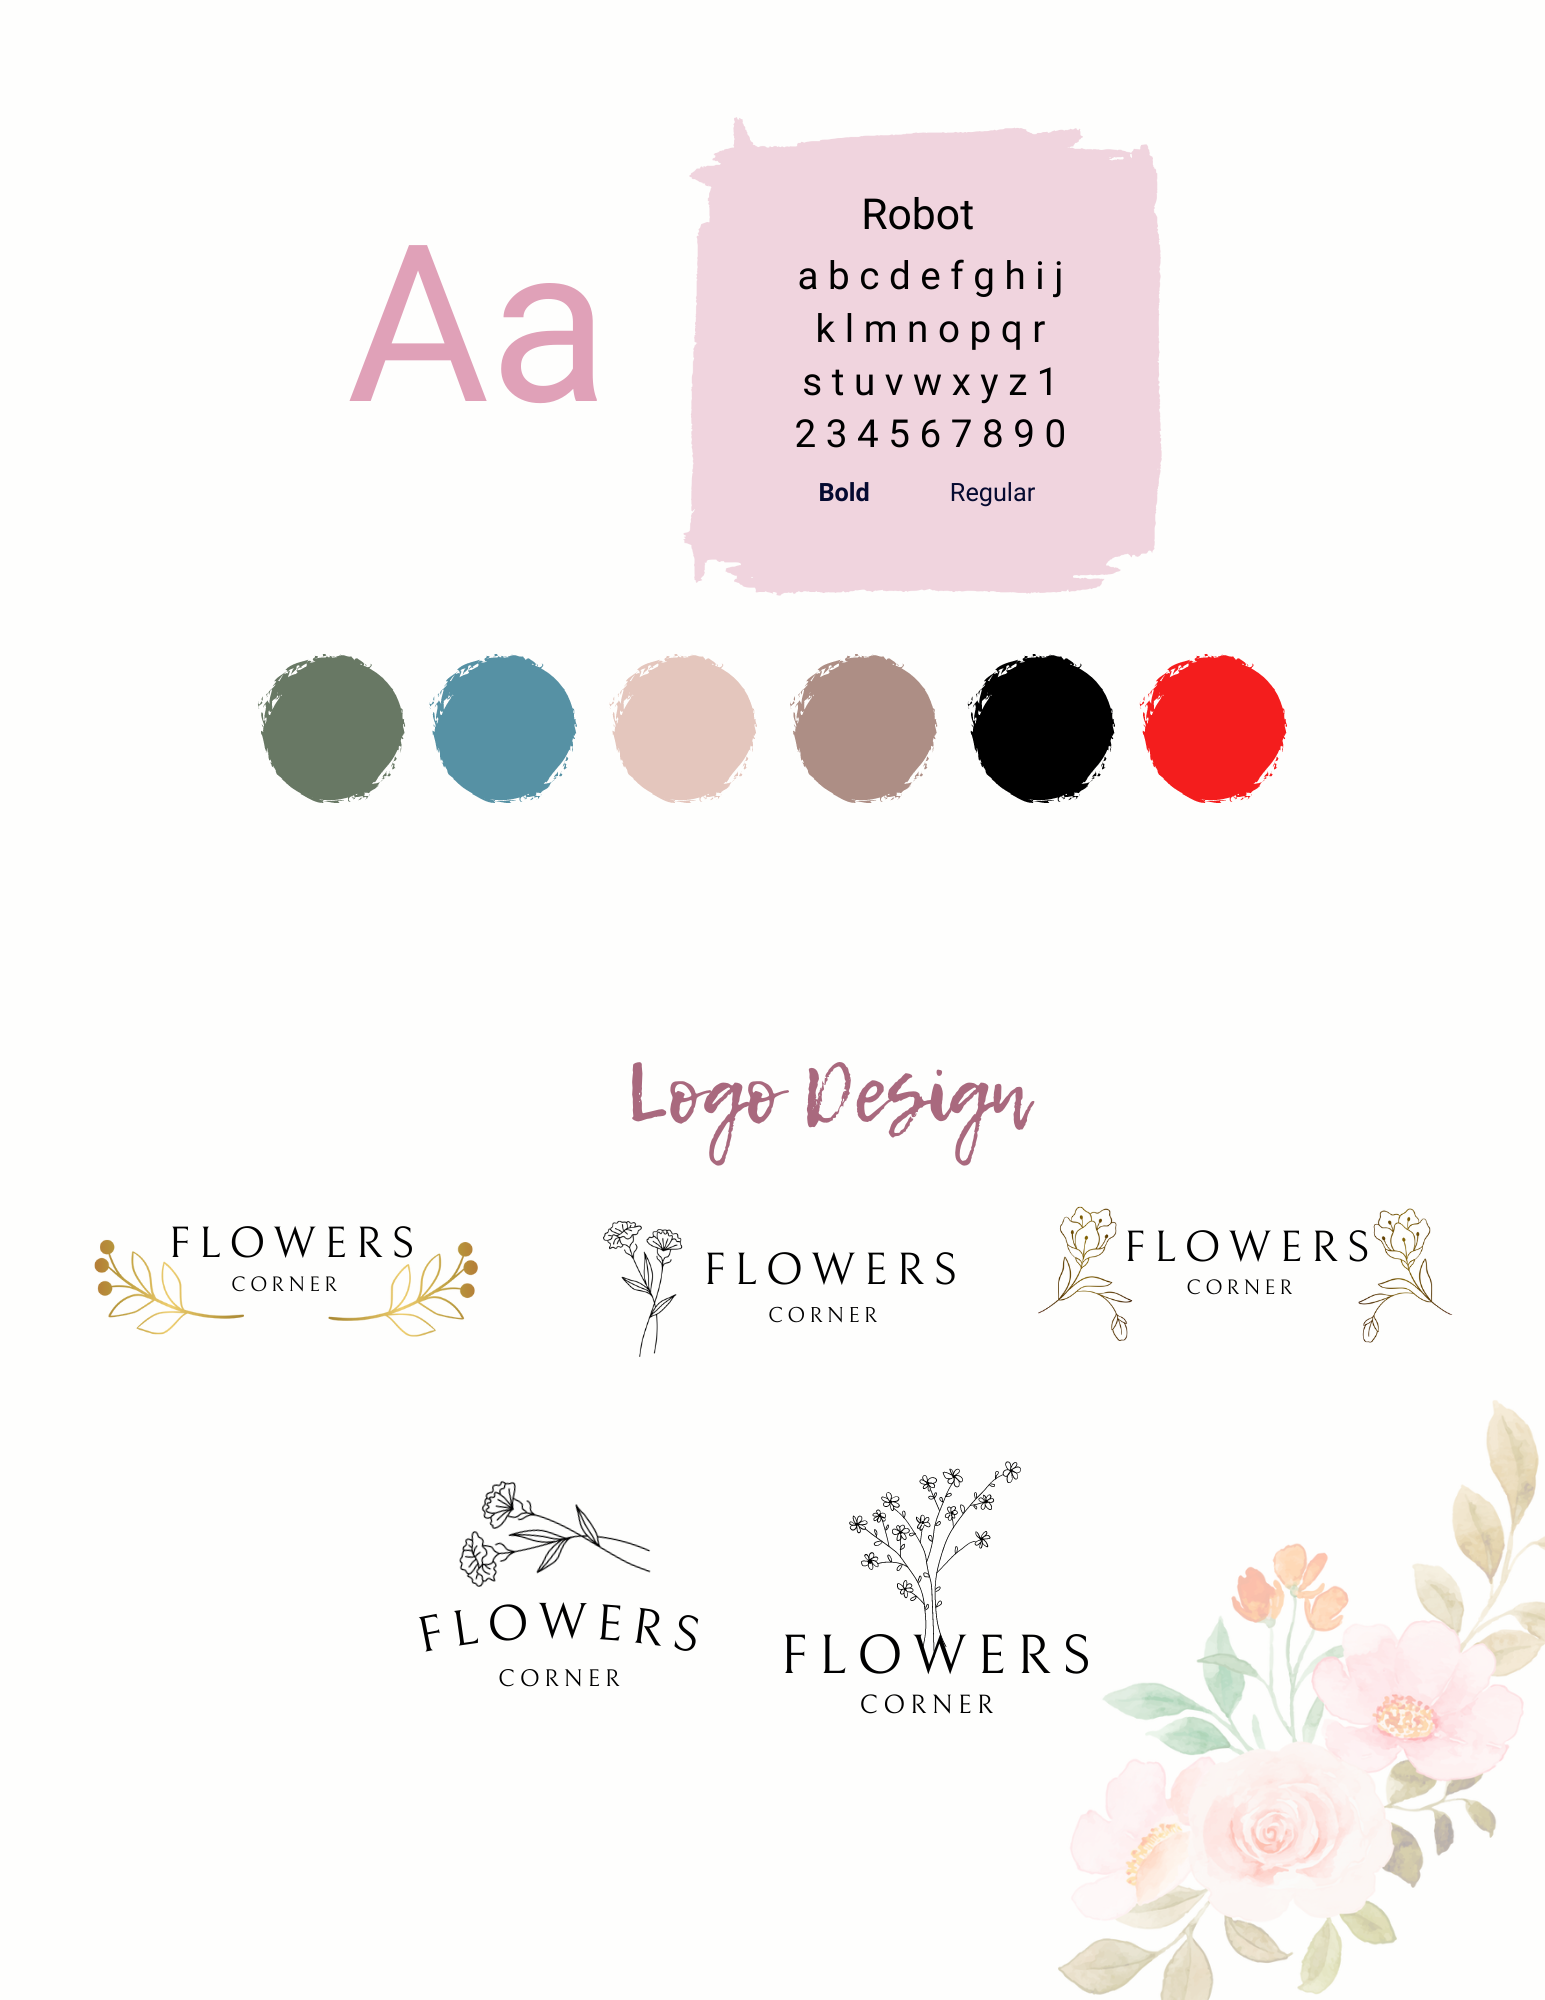 Aa
Robot
a b c d e f g h i j
k l m n o p q r
s t u v w x y z 1
2 3 4 5 6 7 8 9 0
Bold Regular
Logo Design
FLOWERS
CORNER
FLOWERS
CORNER
FLOWERS
CORNER
FLOWERS
CORNER
FLOWERS
CORNER